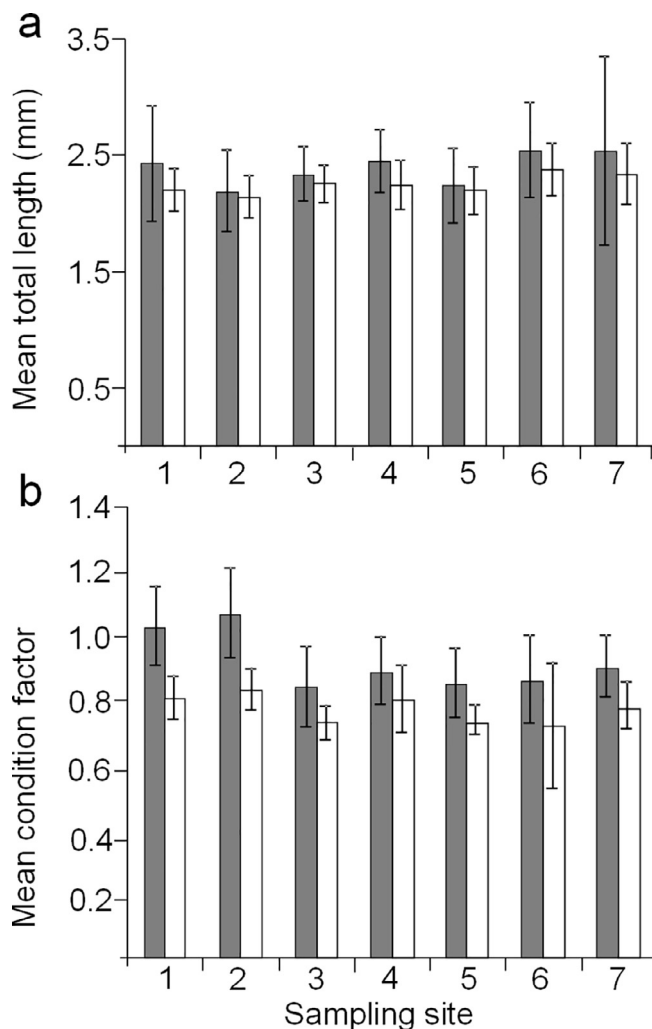 a
Mean total length (mm)
3.5
2.5
1.5
0.5
1 2 3 4 5 6 7
b
Mean condition factor
1.4
1.2
1.0
0.8
0.6
0.4
0.2
1 2 3 4 5 6 7
Sampling site